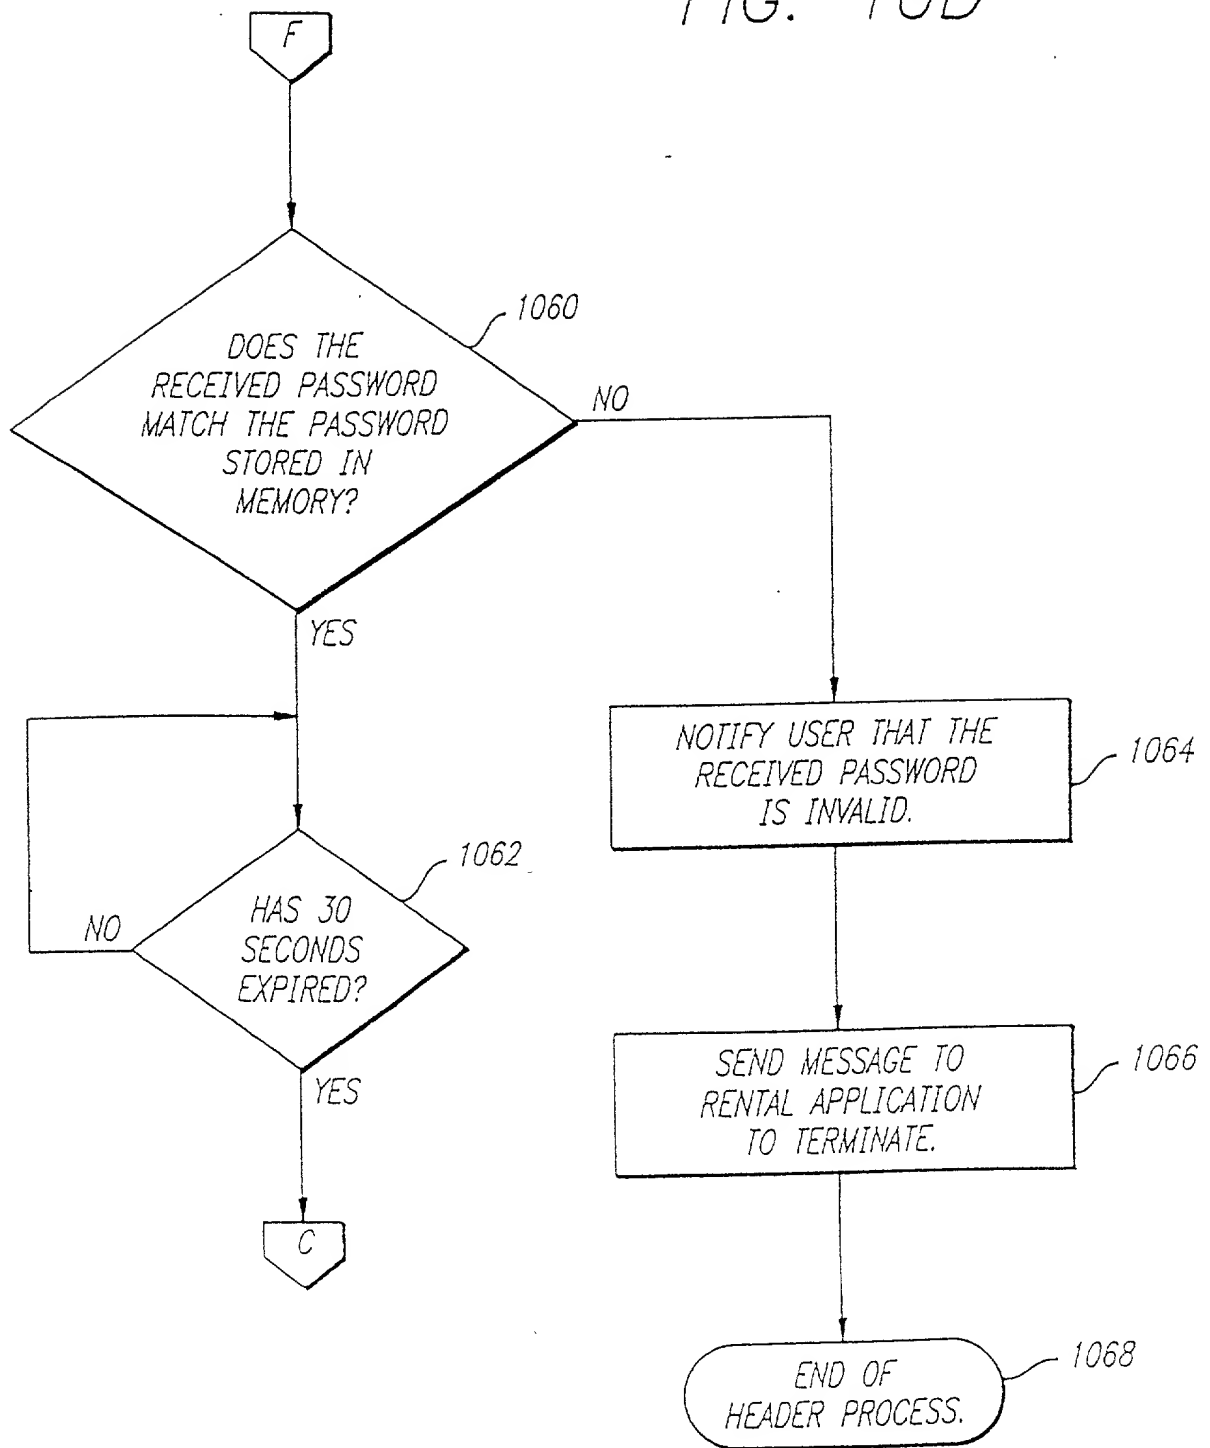 FIG. 10D
F
1060
DOES THE
RECEIVED PASSWORD
MATCH THE PASSWORD
STORED IN
MEMORY?
NO
YES
NOTIFY USER THAT THE
RECEIVED PASSWORD
IS INVALID.
1064
1062
HAS 30
SECONDS
EXPIRED?
NO
YES
SEND MESSAGE TO
RENTAL APPLICATION
TO TERMINATE.
1066
C
END OF
HEADER PROCESS.
1068